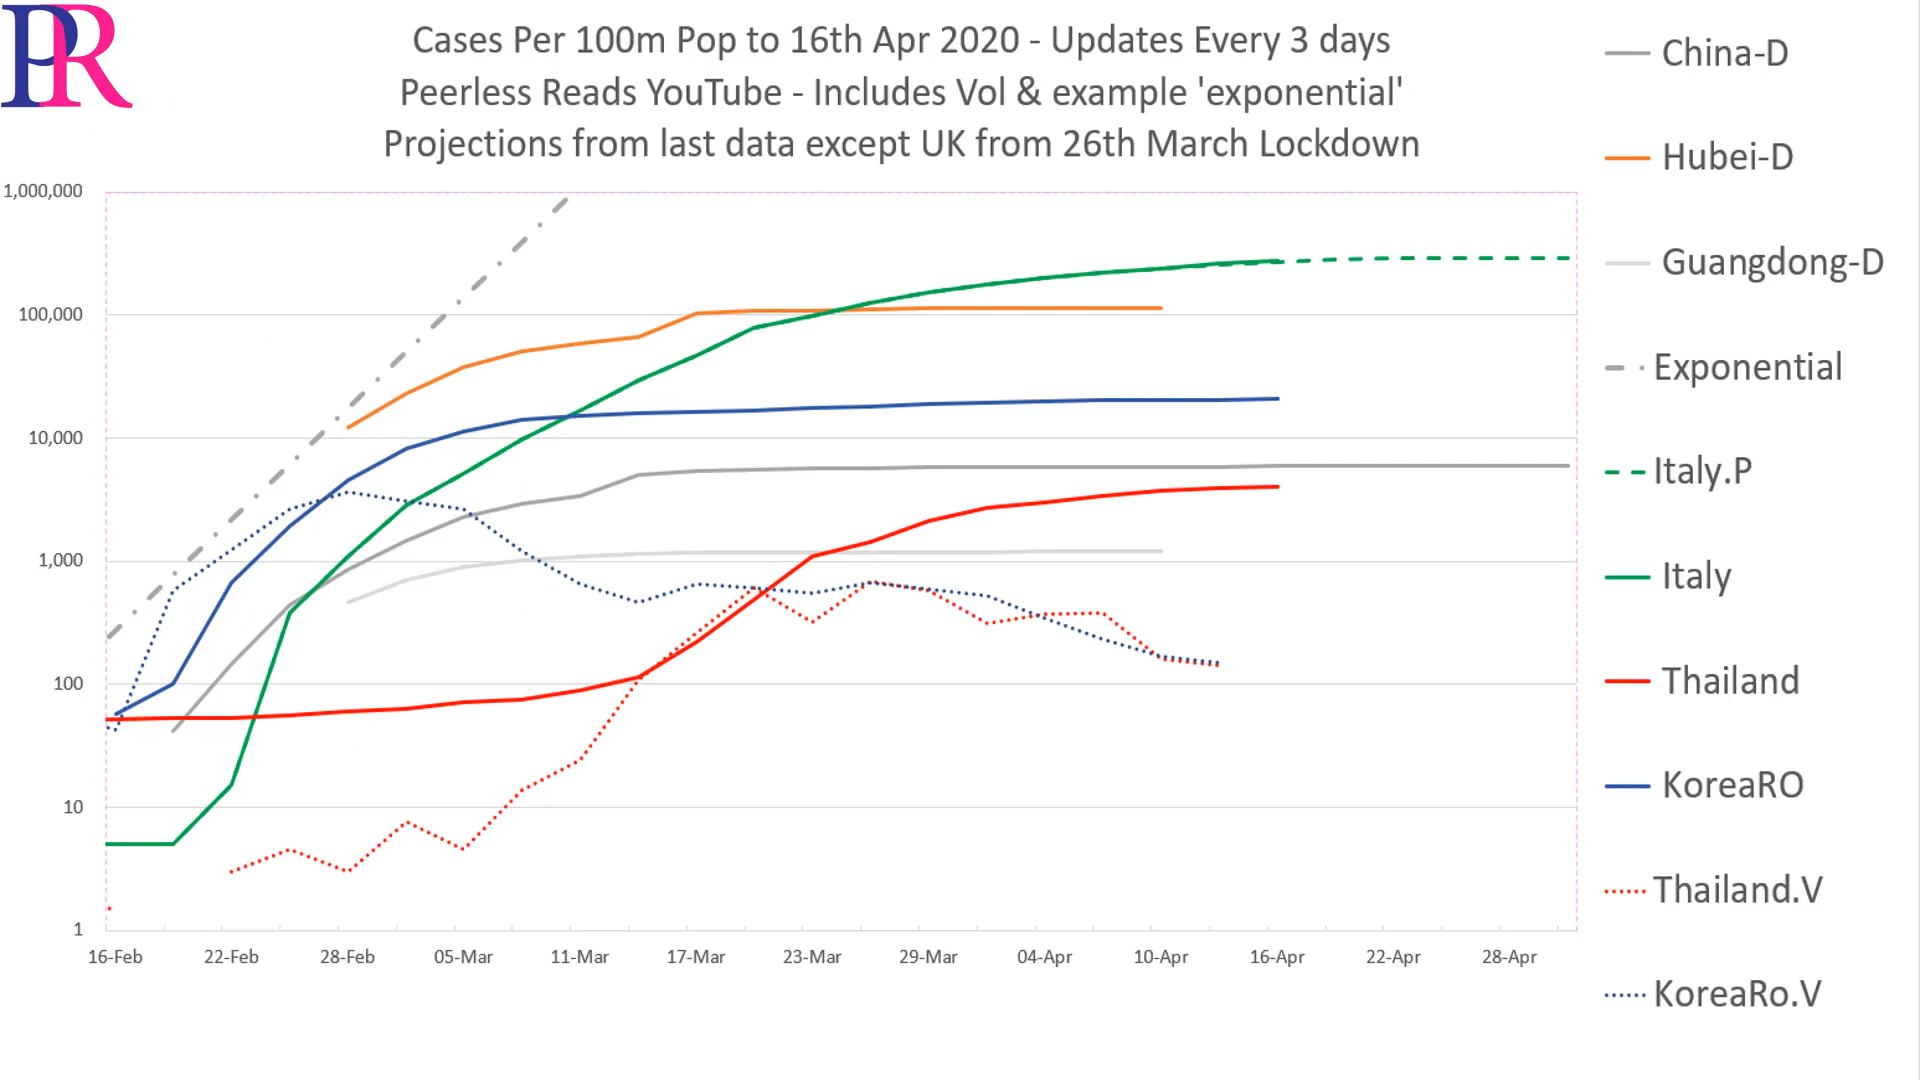 PR
Cases Per 100m Pop to 16th Apr 2020 - Updates Every 3 days
Peerless Reads YouTube - Includes Vol & example 'exponential'
Projections from last data except UK from 26th March Lockdown
1,000,000
100,000
10,000
1,000
100
10
1
16-Feb
22-Feb
28-Feb
05-Mar
11-Mar
17-Mar
23-Mar
29-Mar
04-Apr
10-Apr
16-Apr
22-Apr
28-Apr
China-D
Hubei-D
Guangdong-D
Exponential
Italy.P
Italy
Thailand
KoreaRO
Thailand.V
KoreaRo.V